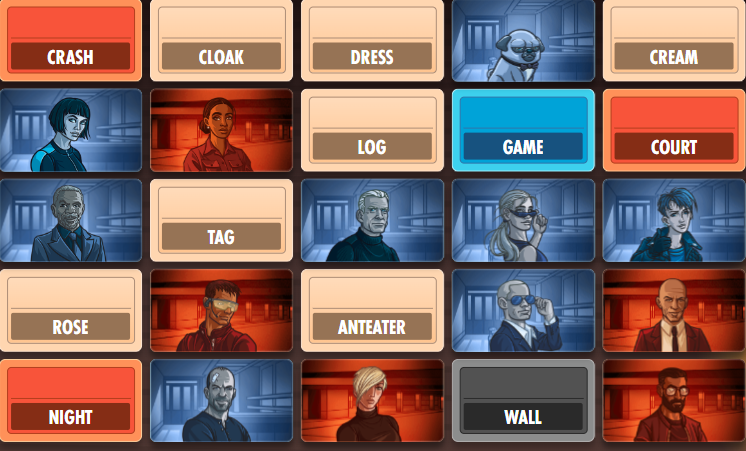 CRASH
CLOAK
DRESS
CREAM
LOG
GAME
COURT
TAG
ROSE
ANTEATER
NIGHT
WALL